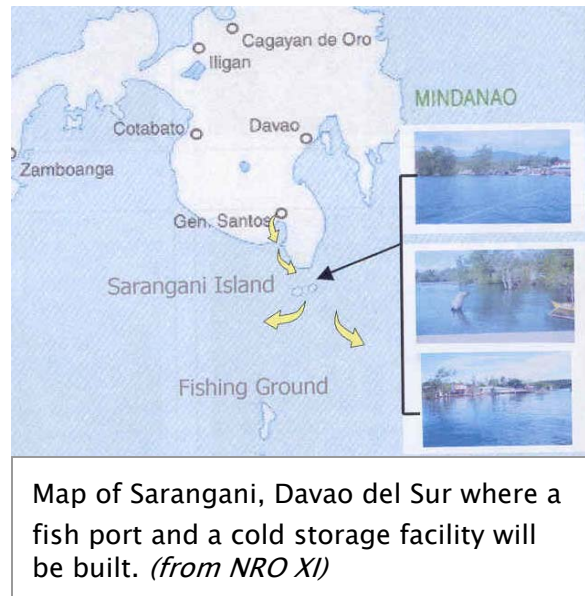 Cagayan de Oro
Iligan
MINDANAO
Cotabato
Davao
Zamboanga
Gen. Santos
Sarangani Island
Fishing Ground
Map of Sarangani, Davao del Sur where a
fish port and a cold storage facility will
be built. (from NRO XI)